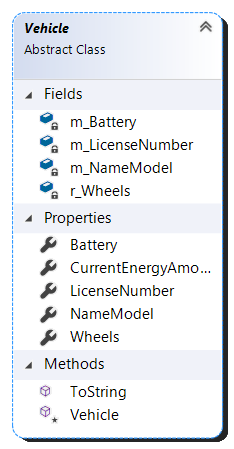 Vehicle
Abstract Class
Fields
m_Battery
m_LicenseNumber
m_NameModel
r_Wheels
Properties
Battery
CurrentEnergyAmo...
LicenseNumber
NameModel
Wheels
Methods
ToString
Vehicle